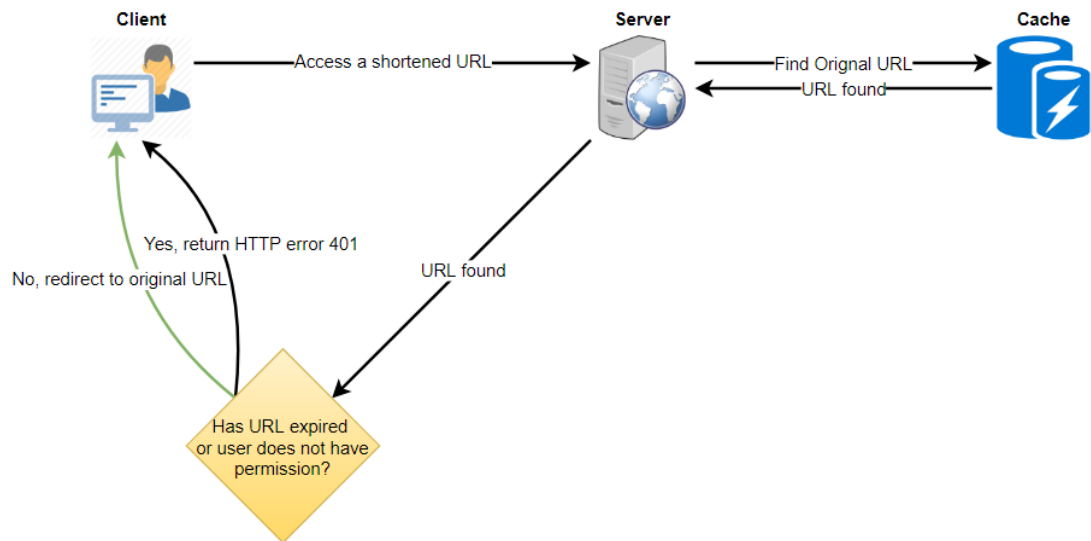 Client
Server
Cache
Access a shortened URL
Find Orignal URL
URL found
Yes, return HTTP error 401
URL found
No, redirect to original URL
Has URL expired
or user does not have
permission?